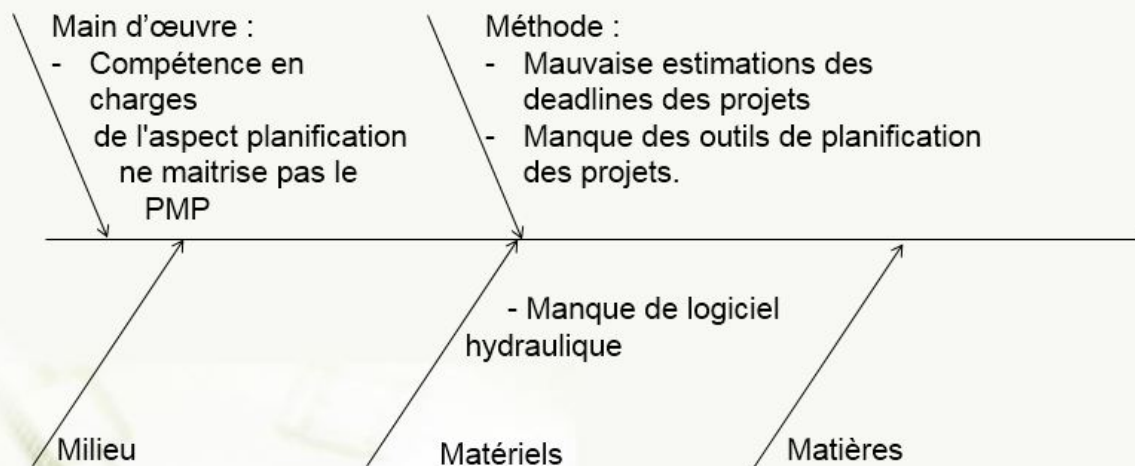 Main d'œuvre :
- Compétence en
charges
de l'aspect planification
ne maitrise pas le
PMP
Méthode :
- Mauvaise estimations des
deadlines des projets
- Manque des outils de planification
des projets.
- Manque de logiciel
hydraulique
Milieu
Matériels
Matières